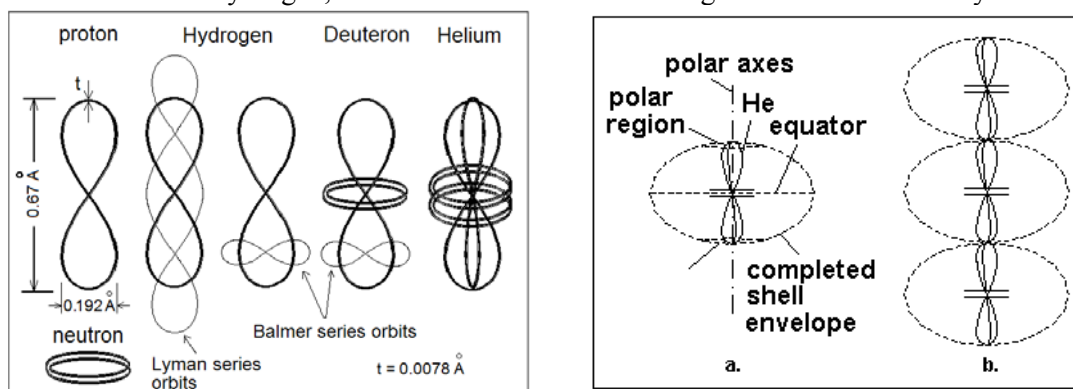 proton
Hydrogen
Deuteron
Helium
t
0.67 Å
0.192 Å
neutron
Lyman series
orbits
Balmer series orbits
t = 0.0078 Å
polar axes
polar
region
He
equator
completed
shell
envelope
a.
b.